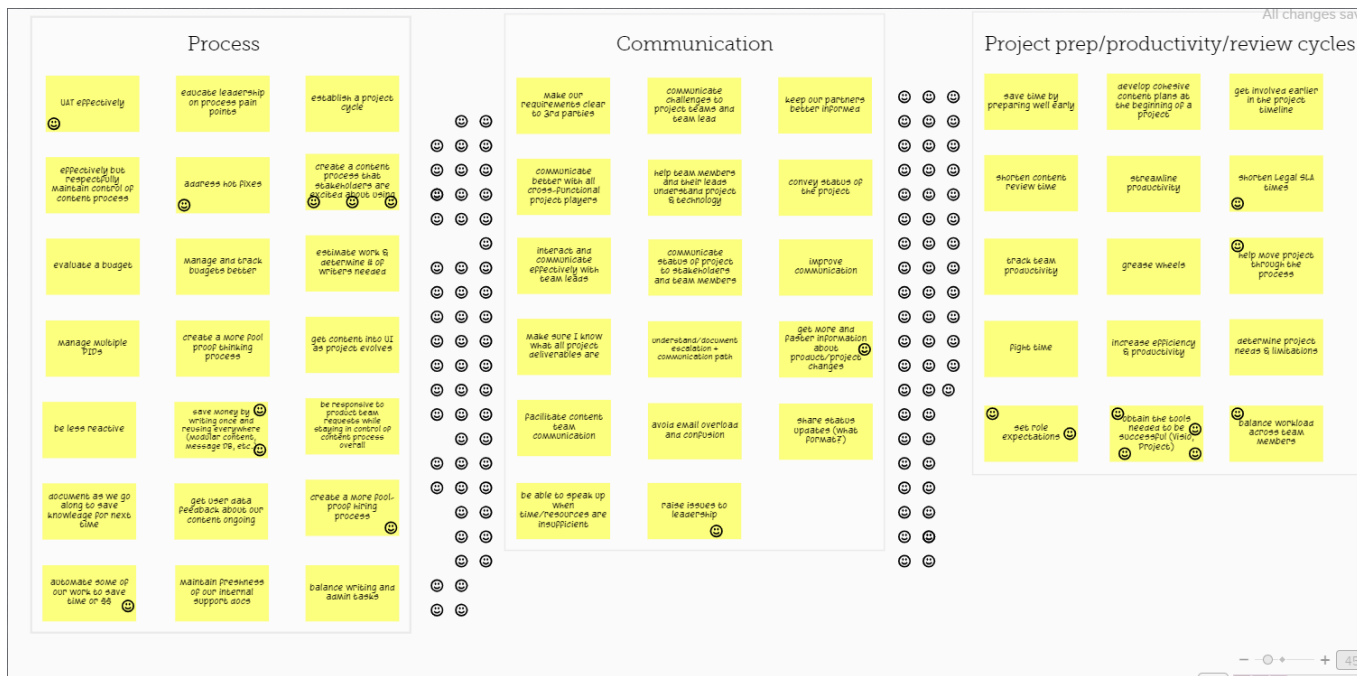 All changes sav
Process
UAT effectively
educate leadership
on process pain
points
establish a project
cycle
effectively but
respectfully
maintain control of
content process
address hot fixes
create a content
process that
stakeholders are
excited about using
evaluate a budget
manage and track
budgets better
estimate work &
determine # of
writers needed
manage multiple
PIDs
create a more fool
proof thinking
process
get content into UI
as project evolves
be less reactive
save money by
writing once and
reusing everywhere
(modular content,
message DB, etc.)
be responsive to
product team
requests while
staying in control of
content process
overall
document as we go
along to save
knowledge for next
time
get user data
feedback about our
content ongoing
create a more fool-
proof hiring
process
automate some of
our work to save
time or $$
maintain freshness
of our internal
support docs
balance writing and
admin tasks
Communication
make our
requirements clear
to 3rd parties
communicate
challenges to
project teams and
team lead
keep our partners
better informed
communicate
better with all
cross-functional
project players
help team members
and their leads
understand project
& technology
convey status of
the project
interact and
communicate
effectively with
team leads
communicate
status of project
to stakeholders
and team members
improve
communication
make sure I know
what all project
deliverables are
understand/document
escalation +
communication path
get more and
faster information
about
product/project
changes
facilitate content
team
communication
avoid email overload
and confusion
share status
updates (what
format?)
be able to speak up
when
time/resources are
insufficient
raise issues to
leadership
Project prep/productivity/review cycles
save time by
preparing well early
develop cohesive
content plans at
the beginning of a
project
get involved earlier
in the project
timeline
shorten content
review time
streamline
productivity
shorten Legal SLA
times
track team
productivity
grease wheels
help move project
through the
process
fight time
increase efficiency
& productivity
determine project
needs & limitations
set role
expectations
obtain the tools
needed to be
successful (Visio,
Project)
balance workload
across team
members